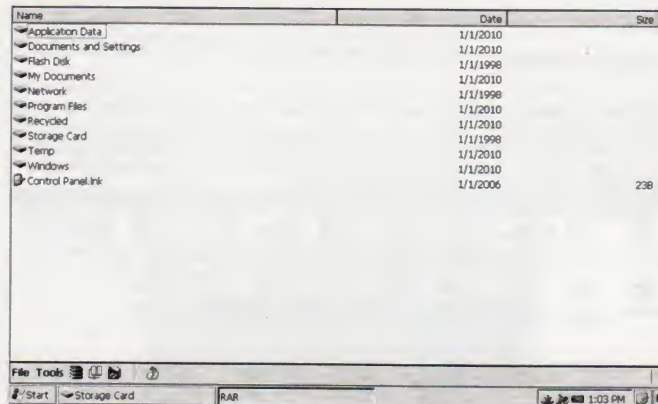 Name Date Size
Application Data 1/1/2010
Documents and Settings 1/1/2010
Flash Disk 1/1/1998
My Documents 1/1/2010
Network 1/1/1998
Program Files 1/1/2010
Recycled 1/1/2010
Storage Card 1/1/1998
Temp 1/1/2010
Windows 1/1/2010
Control Panel.lnk 1/1/2006 23B
File Tools
Start Storage Card RAR 1:03 PM